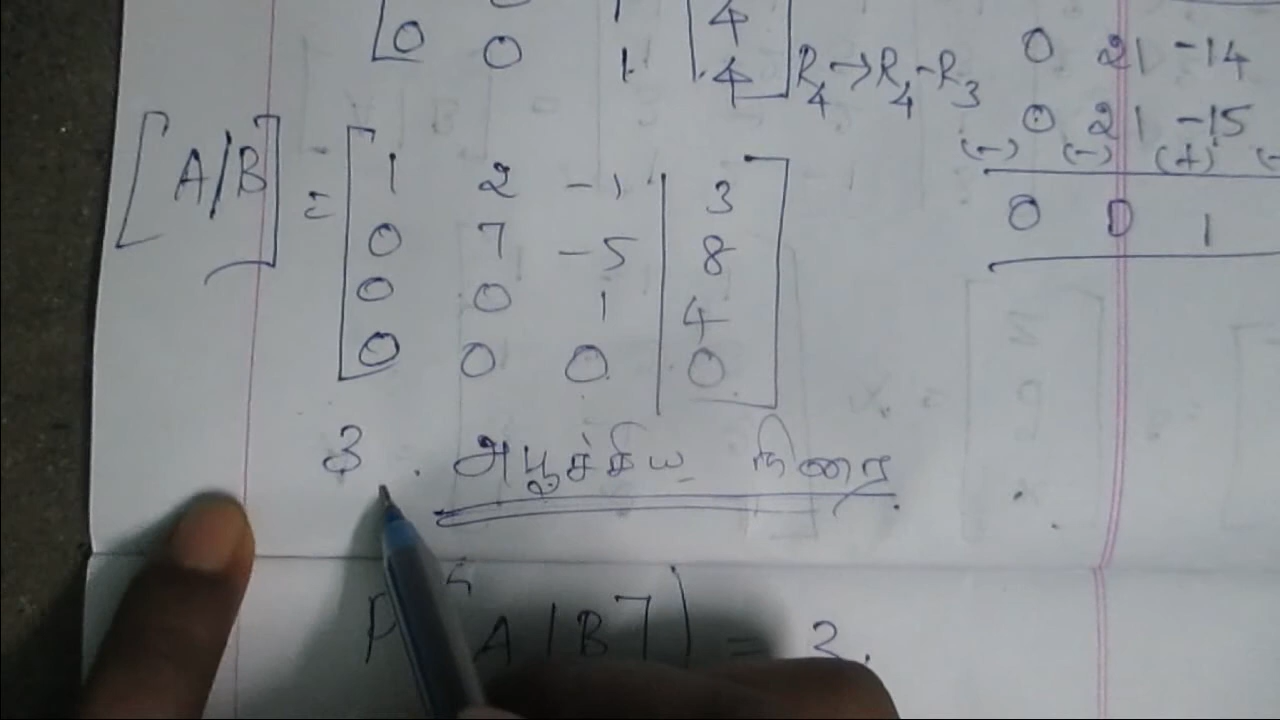 4
0 0 1 4 R4→R4-R3
0 21 -14
0 21 -15
(-) (-) (+) (-
0 0 1
[A/B] = 1 2 -1 3
0 7 -5 8
0 0 1 4
0 0 0 0
3. அபூச்சிய நிரை
P [A/B]) = 3.